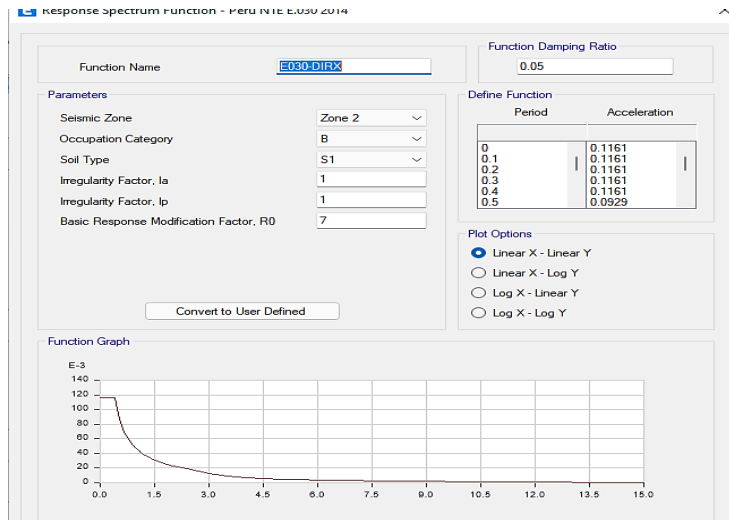 Response Spectrum Function - Peru NTE E.030 2014
Function Name
E030-DIRX
Function Damping Ratio
0.05
Parameters
Seismic Zone
Zone 2
Occupation Category
B
Soil Type
S1
Irregularity Factor, Ia
1
Irregularity Factor, Ip
1
Basic Response Modification Factor, R0
7
Convert to User Defined
Define Function
Period Acceleration
0 0.1161
0.1 0.1161
0.2 0.1161
0.3 0.1161
0.4 0.1161
0.5 0.0929
Plot Options
Linear X - Linear Y
Linear X - Log Y
Log X - Linear Y
Log X - Log Y
Function Graph
E-3
140
120
100
80
60
40
20
0
0.0 1.5 3.0 4.5 6.0 7.5 9.0 10.5 12.0 13.5 15.0